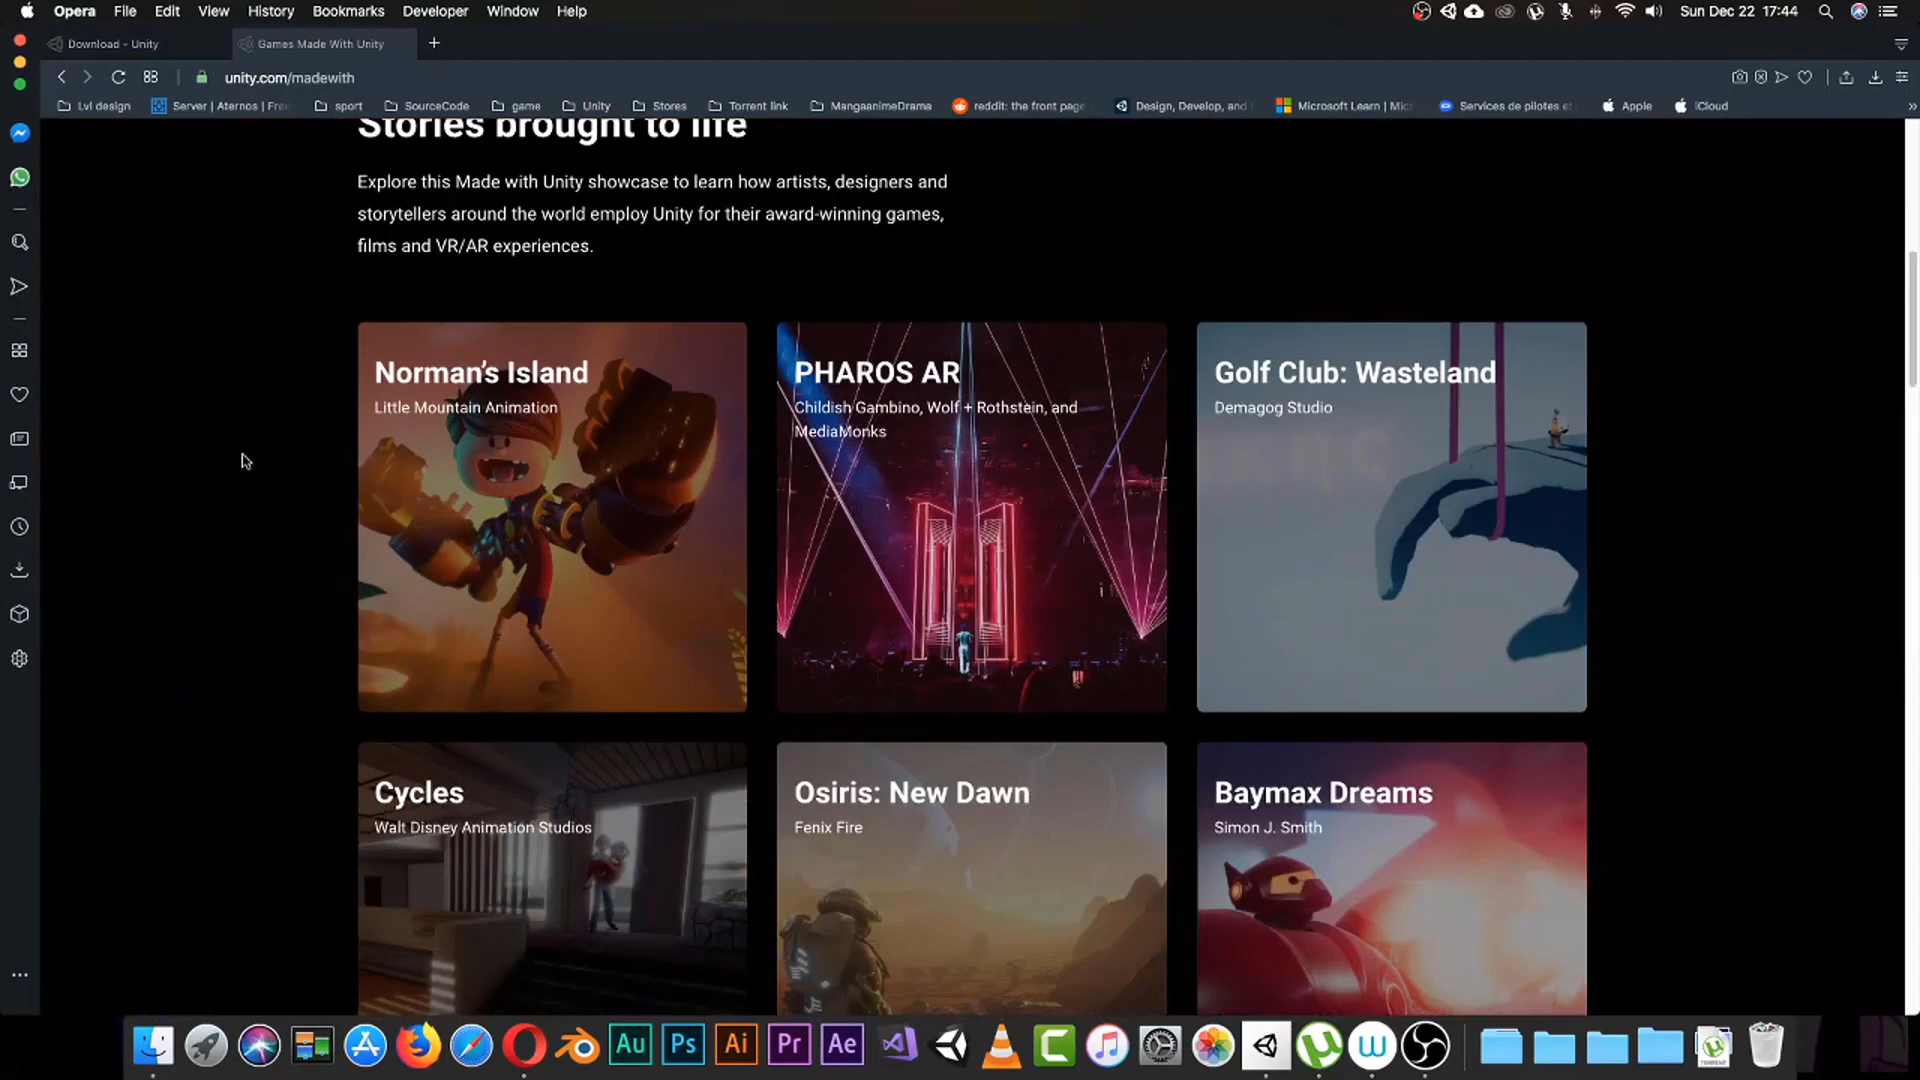 Opera File Edit View History Bookmarks Developer Window Help
Sun Dec 22 17:44
Download - Unity
Games Made With Unity
unity.com/madewith
Lvl design
Server | Aternos | Fre
sport
SourceCode
game
Unity
Stores
Torrent link
MangaanimeDrama
reddit: the front page
Design, Develop, and
Microsoft Learn | Mic
Services de pilotes et
Apple
iCloud
Stories brought to life
Explore this Made with Unity showcase to learn how artists, designers and
storytellers around the world employ Unity for their award-winning games,
films and VR/AR experiences.
Norman's Island
Little Mountain Animation
PHAROS AR
Childish Gambino, Wolf + Rothstein, and
MediaMonks
Golf Club: Wasteland
Demagog Studio
Cycles
Walt Disney Animation Studios
Osiris: New Dawn
Fenix Fire
Baymax Dreams
Simon J. Smith
Au
Ps
Ai
Pr
Ae